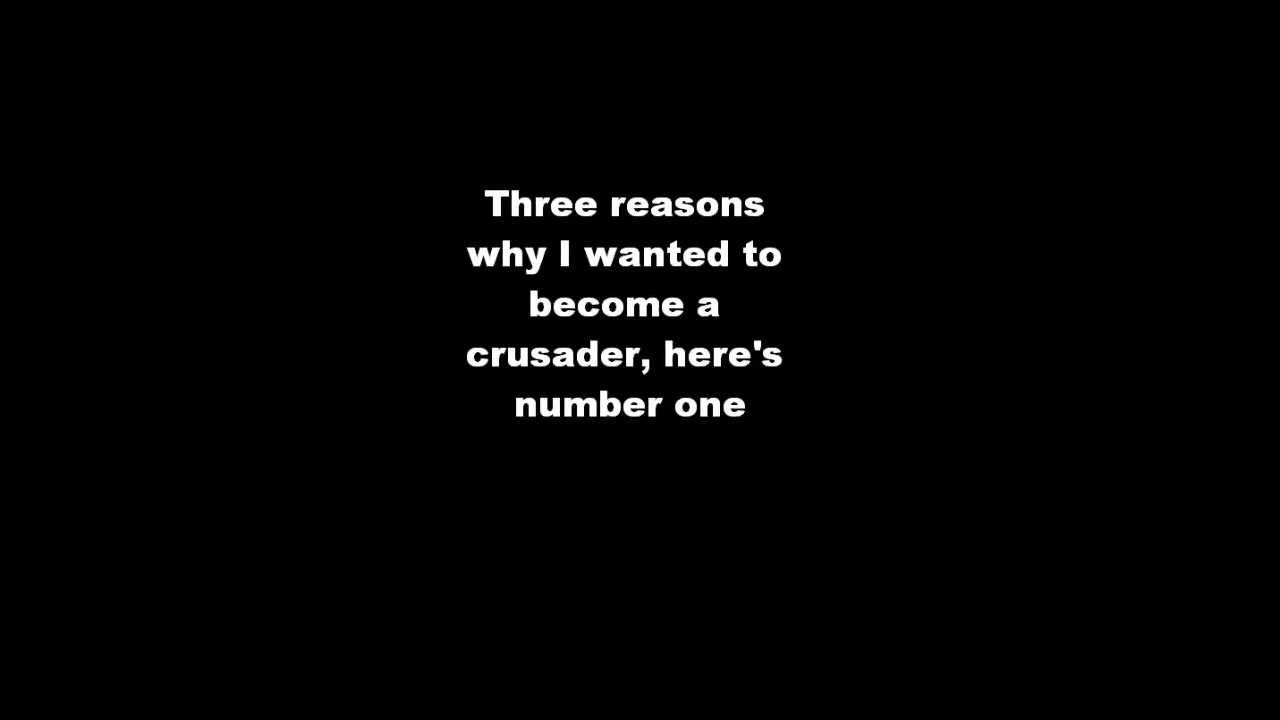 Three reasons
why I wanted to
become a
crusader, here's
number one